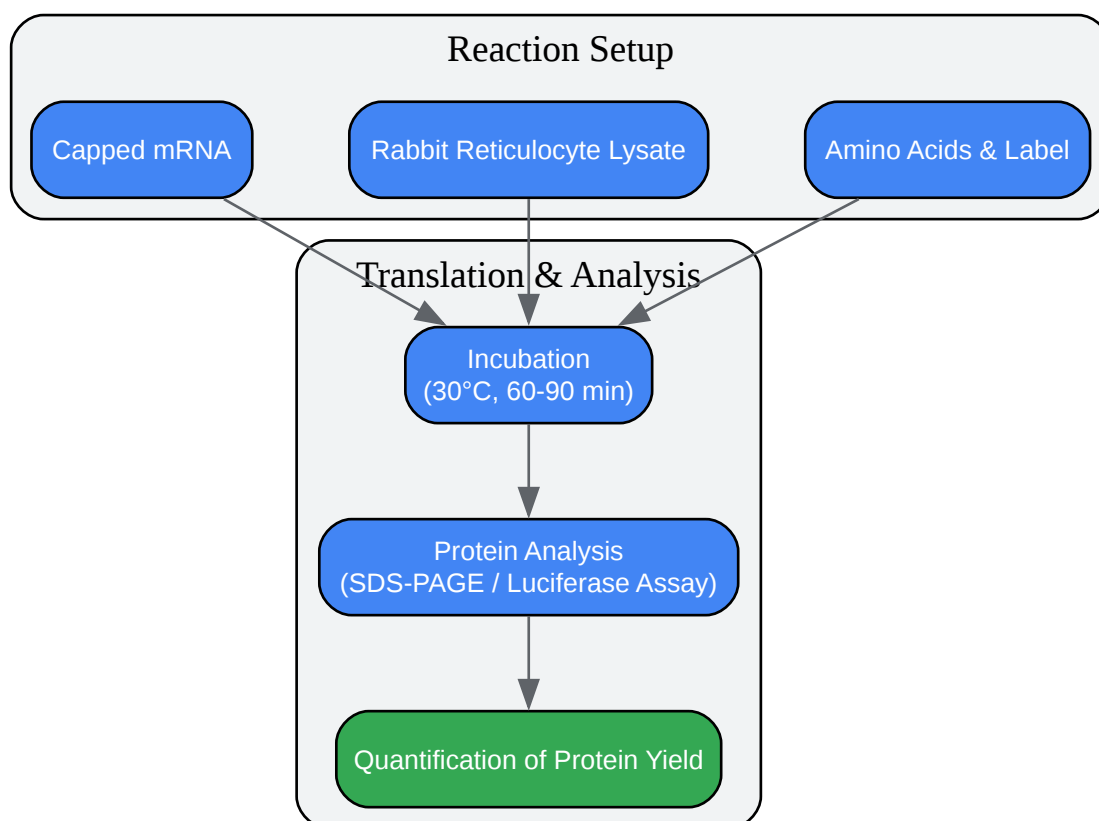 Reaction Setup
Capped mRNA
Rabbit Reticulocyte Lysate
Amino Acids & Label
Translation & Analysis
Incubation
(30°C, 60-90 min)
Protein Analysis
(SDS-PAGE / Luciferase Assay)
Quantification of Protein Yield